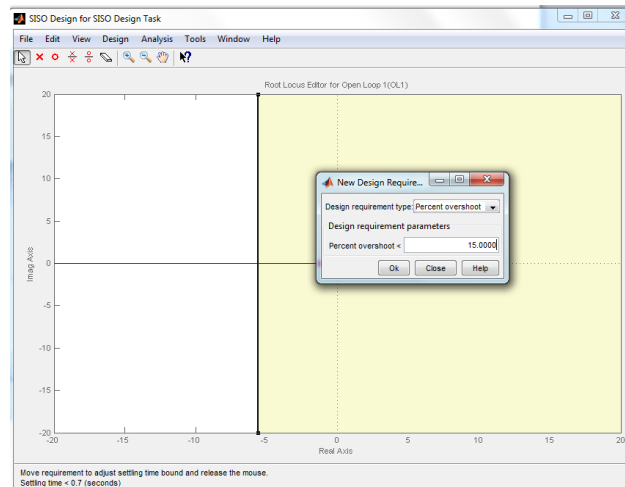 SISO Design for SISO Design Task
File Edit View Design Analysis Tools Window Help
Root Locus Editor for Open Loop 1(OL1)
20
15
10
5
0
-5
-10
-15
-20
Imag Axis
-20 -15 -10 -5 0 5 10 15 20
Real Axis
New Design Require...
Design requirement type: Percent overshoot
Design requirement parameters
Percent overshoot < 15.0000
Ok Close Help
Move requirement to adjust settling time bound and release the mouse.
Settling time < 0.7 (seconds)